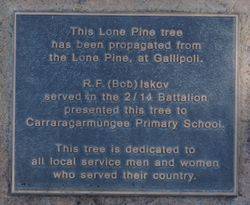 This Lone Pine tree
has been propagated from
the Lone Pine, at Gallipoli.
R.F. (Bob) Iskov
served in the 2/14 Battalion
presented this tree to
Carraragarmungee Primary School.
This tree is dedicated to
all local service men and women
who served their country.